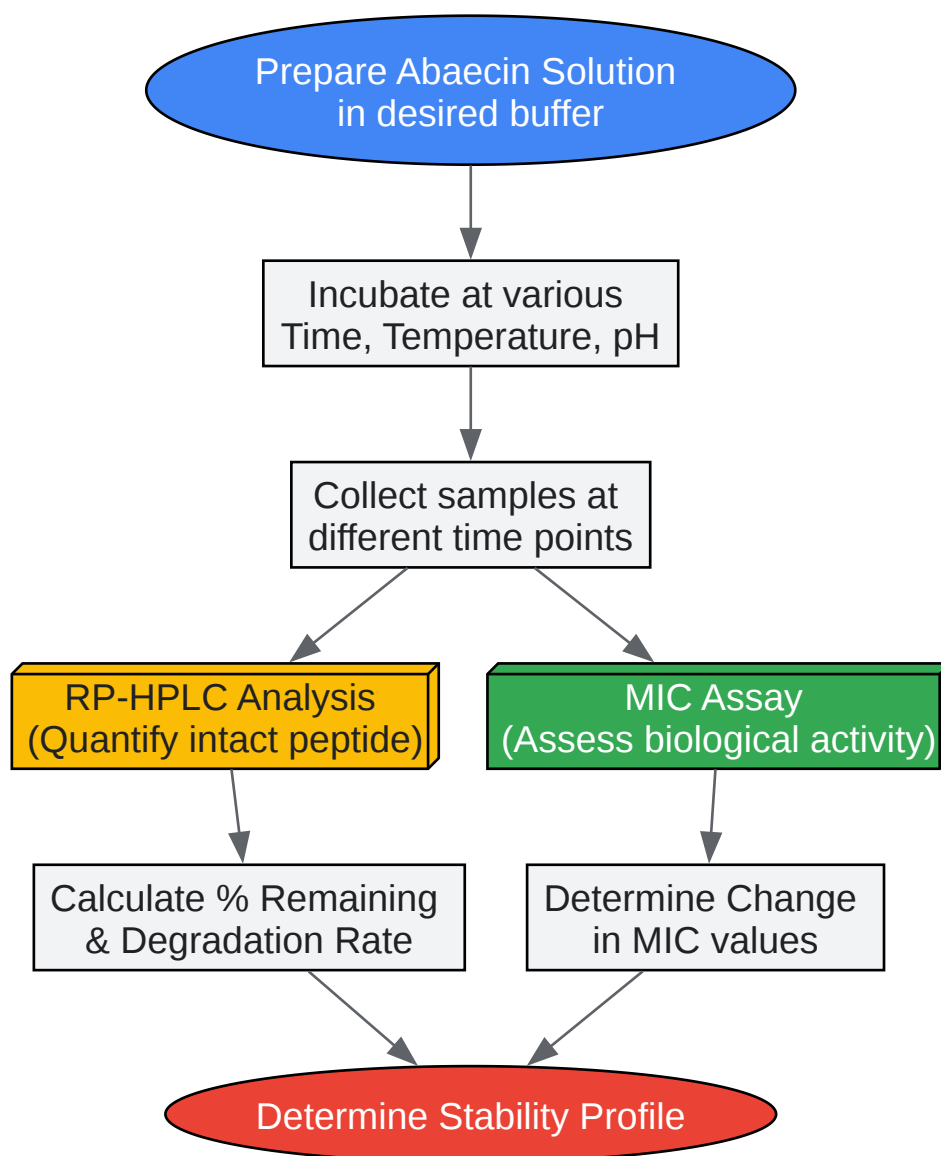 Prepare Abaecin Solution
in desired buffer
Incubate at various
Time, Temperature, pH
Collect samples at
different time points
RP-HPLC Analysis
(Quantify intact peptide)
MIC Assay
(Assess biological activity)
Calculate % Remaining
& Degradation Rate
Determine Change
in MIC values
Determine Stability Profile